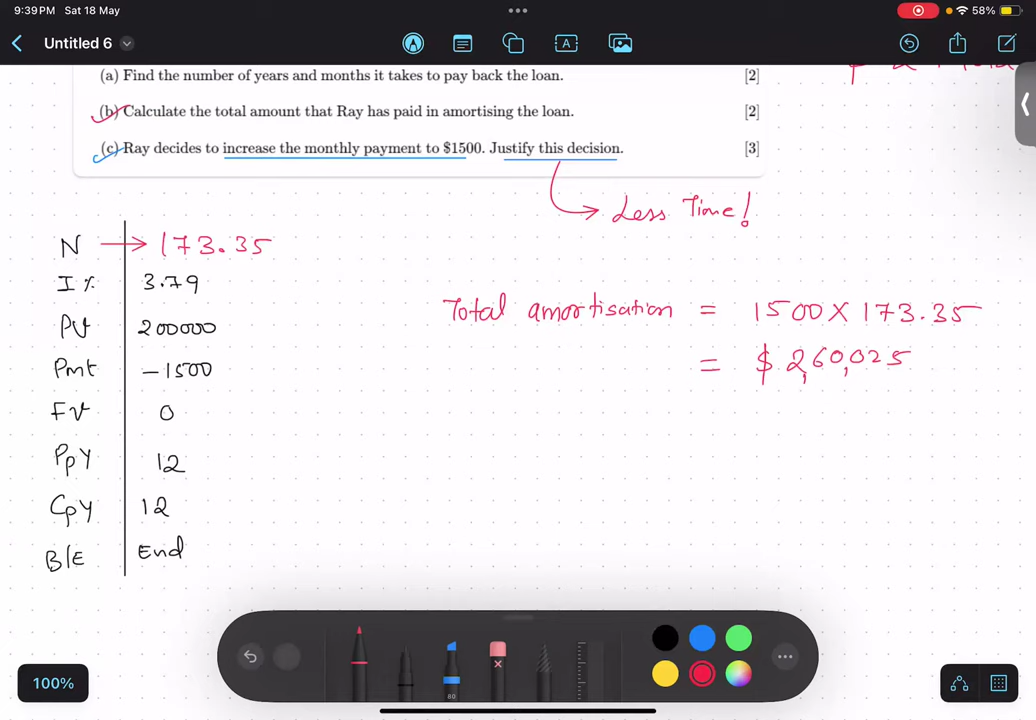 9:39 PM Sat 18 May
58%
Untitled 6
(a) Find the number of years and months it takes to pay back the loan. [2]
(b) Calculate the total amount that Ray has paid in amortising the loan. [2]
(c) Ray decides to increase the monthly payment to $1500. Justify this decision. [3]
Less Time!
N → 173.35
I % 3.79
PV 200000
Pmt -1500
FV 0
PpY 12
CpY 12
B/E End
Total amortisation = 1500 X 173.35
= $ 2,60,025
80
100%